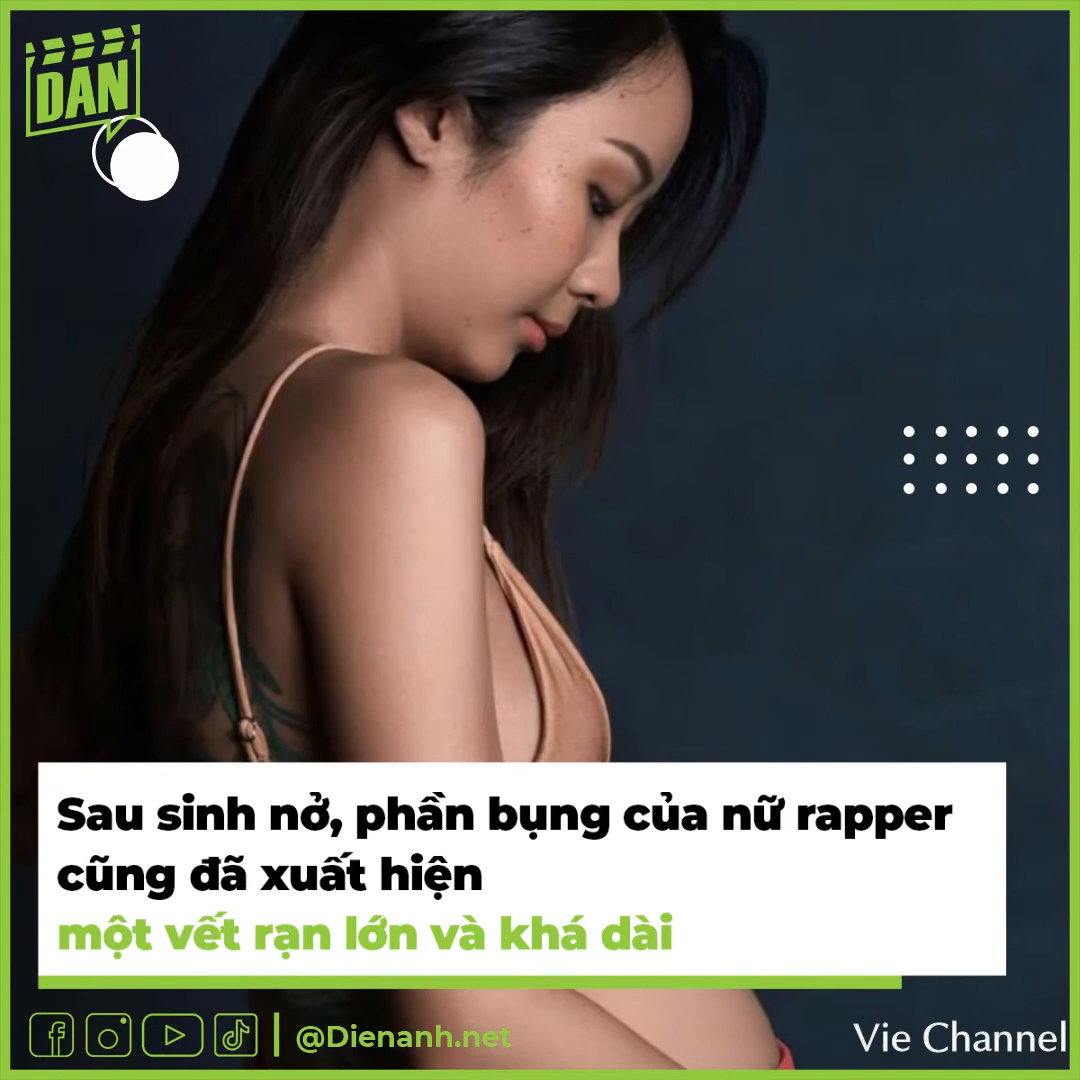 DAN
Sau sinh nở, phần bụng của nữ rapper
cũng đã xuất hiện
một vết rạn lớn và khá dài
@Dienanh.net
Vie Channel